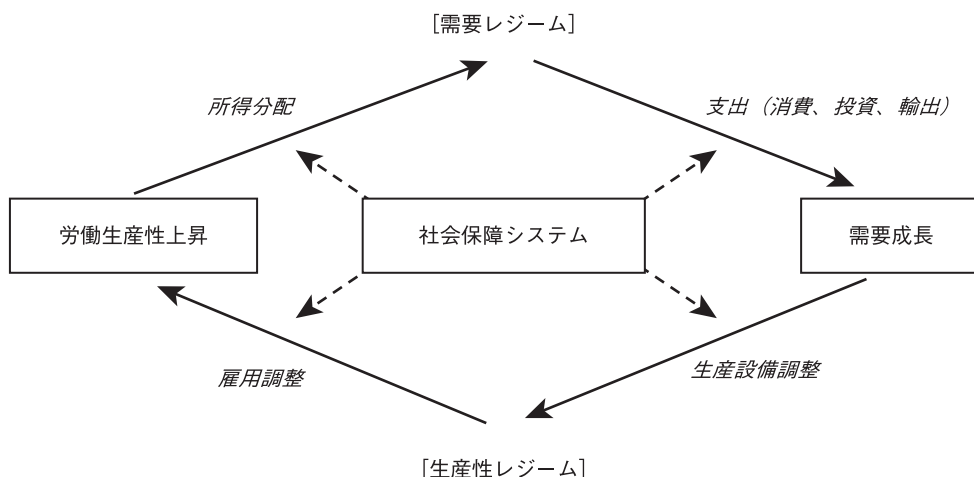 [需要レジーム]
所得分配
支出（消費、投資、輸出）
労働生産性上昇
社会保障システム
需要成長
雇用調整
生産設備調整
[生産性レジーム]